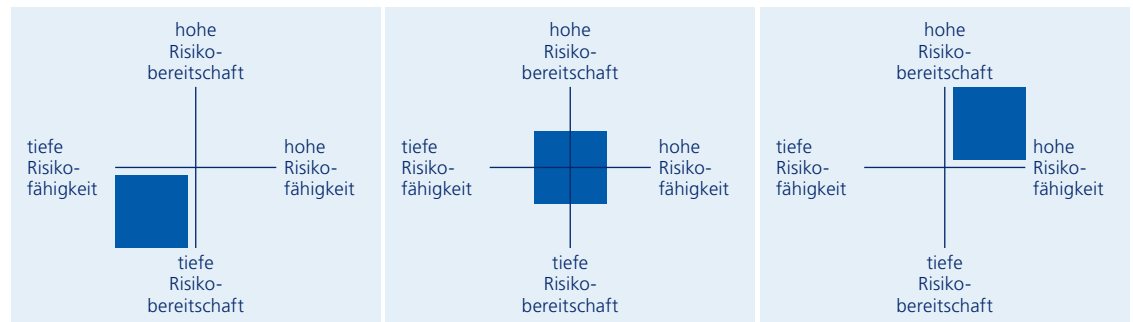 hohe
Risiko-
bereitschaft
tiefe
Risiko-
fähigkeit
hohe
Risiko-
fähigkeit
tiefe
Risiko-
bereitschaft
hohe
Risiko-
bereitschaft
tiefe
Risiko-
fähigkeit
hohe
Risiko-
fähigkeit
tiefe
Risiko-
bereitschaft
hohe
Risiko-
bereitschaft
tiefe
Risiko-
fähigkeit
hohe
Risiko-
fähigkeit
tiefe
Risiko-
bereitschaft